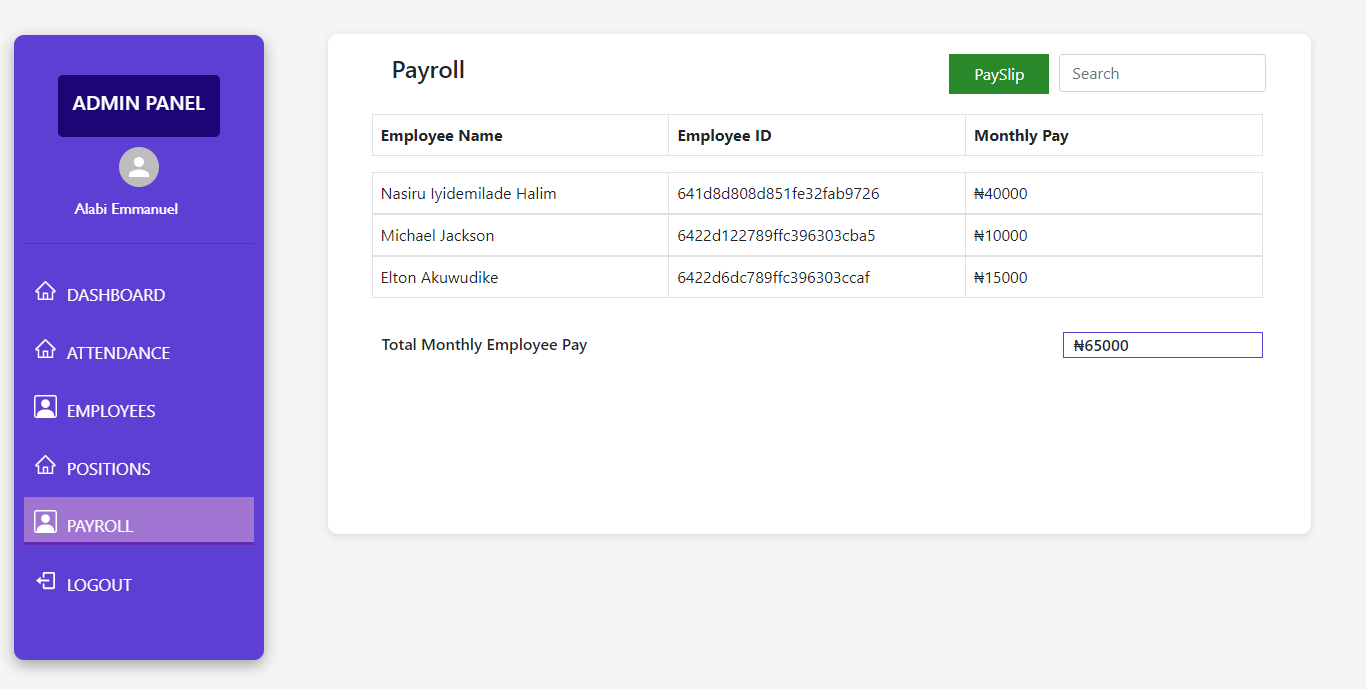 ADMIN PANEL
Alabi Emmanuel
DASHBOARD
ATTENDANCE
EMPLOYEES
POSITIONS
PAYROLL
LOGOUT
Payroll
PaySlip
Search
Employee Name Employee ID Monthly Pay
Nasiru Iyidemilade Halim 641d8d808d851fe32fab9726 ₦40000
Michael Jackson 6422d122789ffc396303cba5 ₦10000
Elton Akuwudike 6422d6dc789ffc396303ccaf ₦15000
Total Monthly Employee Pay ₦65000